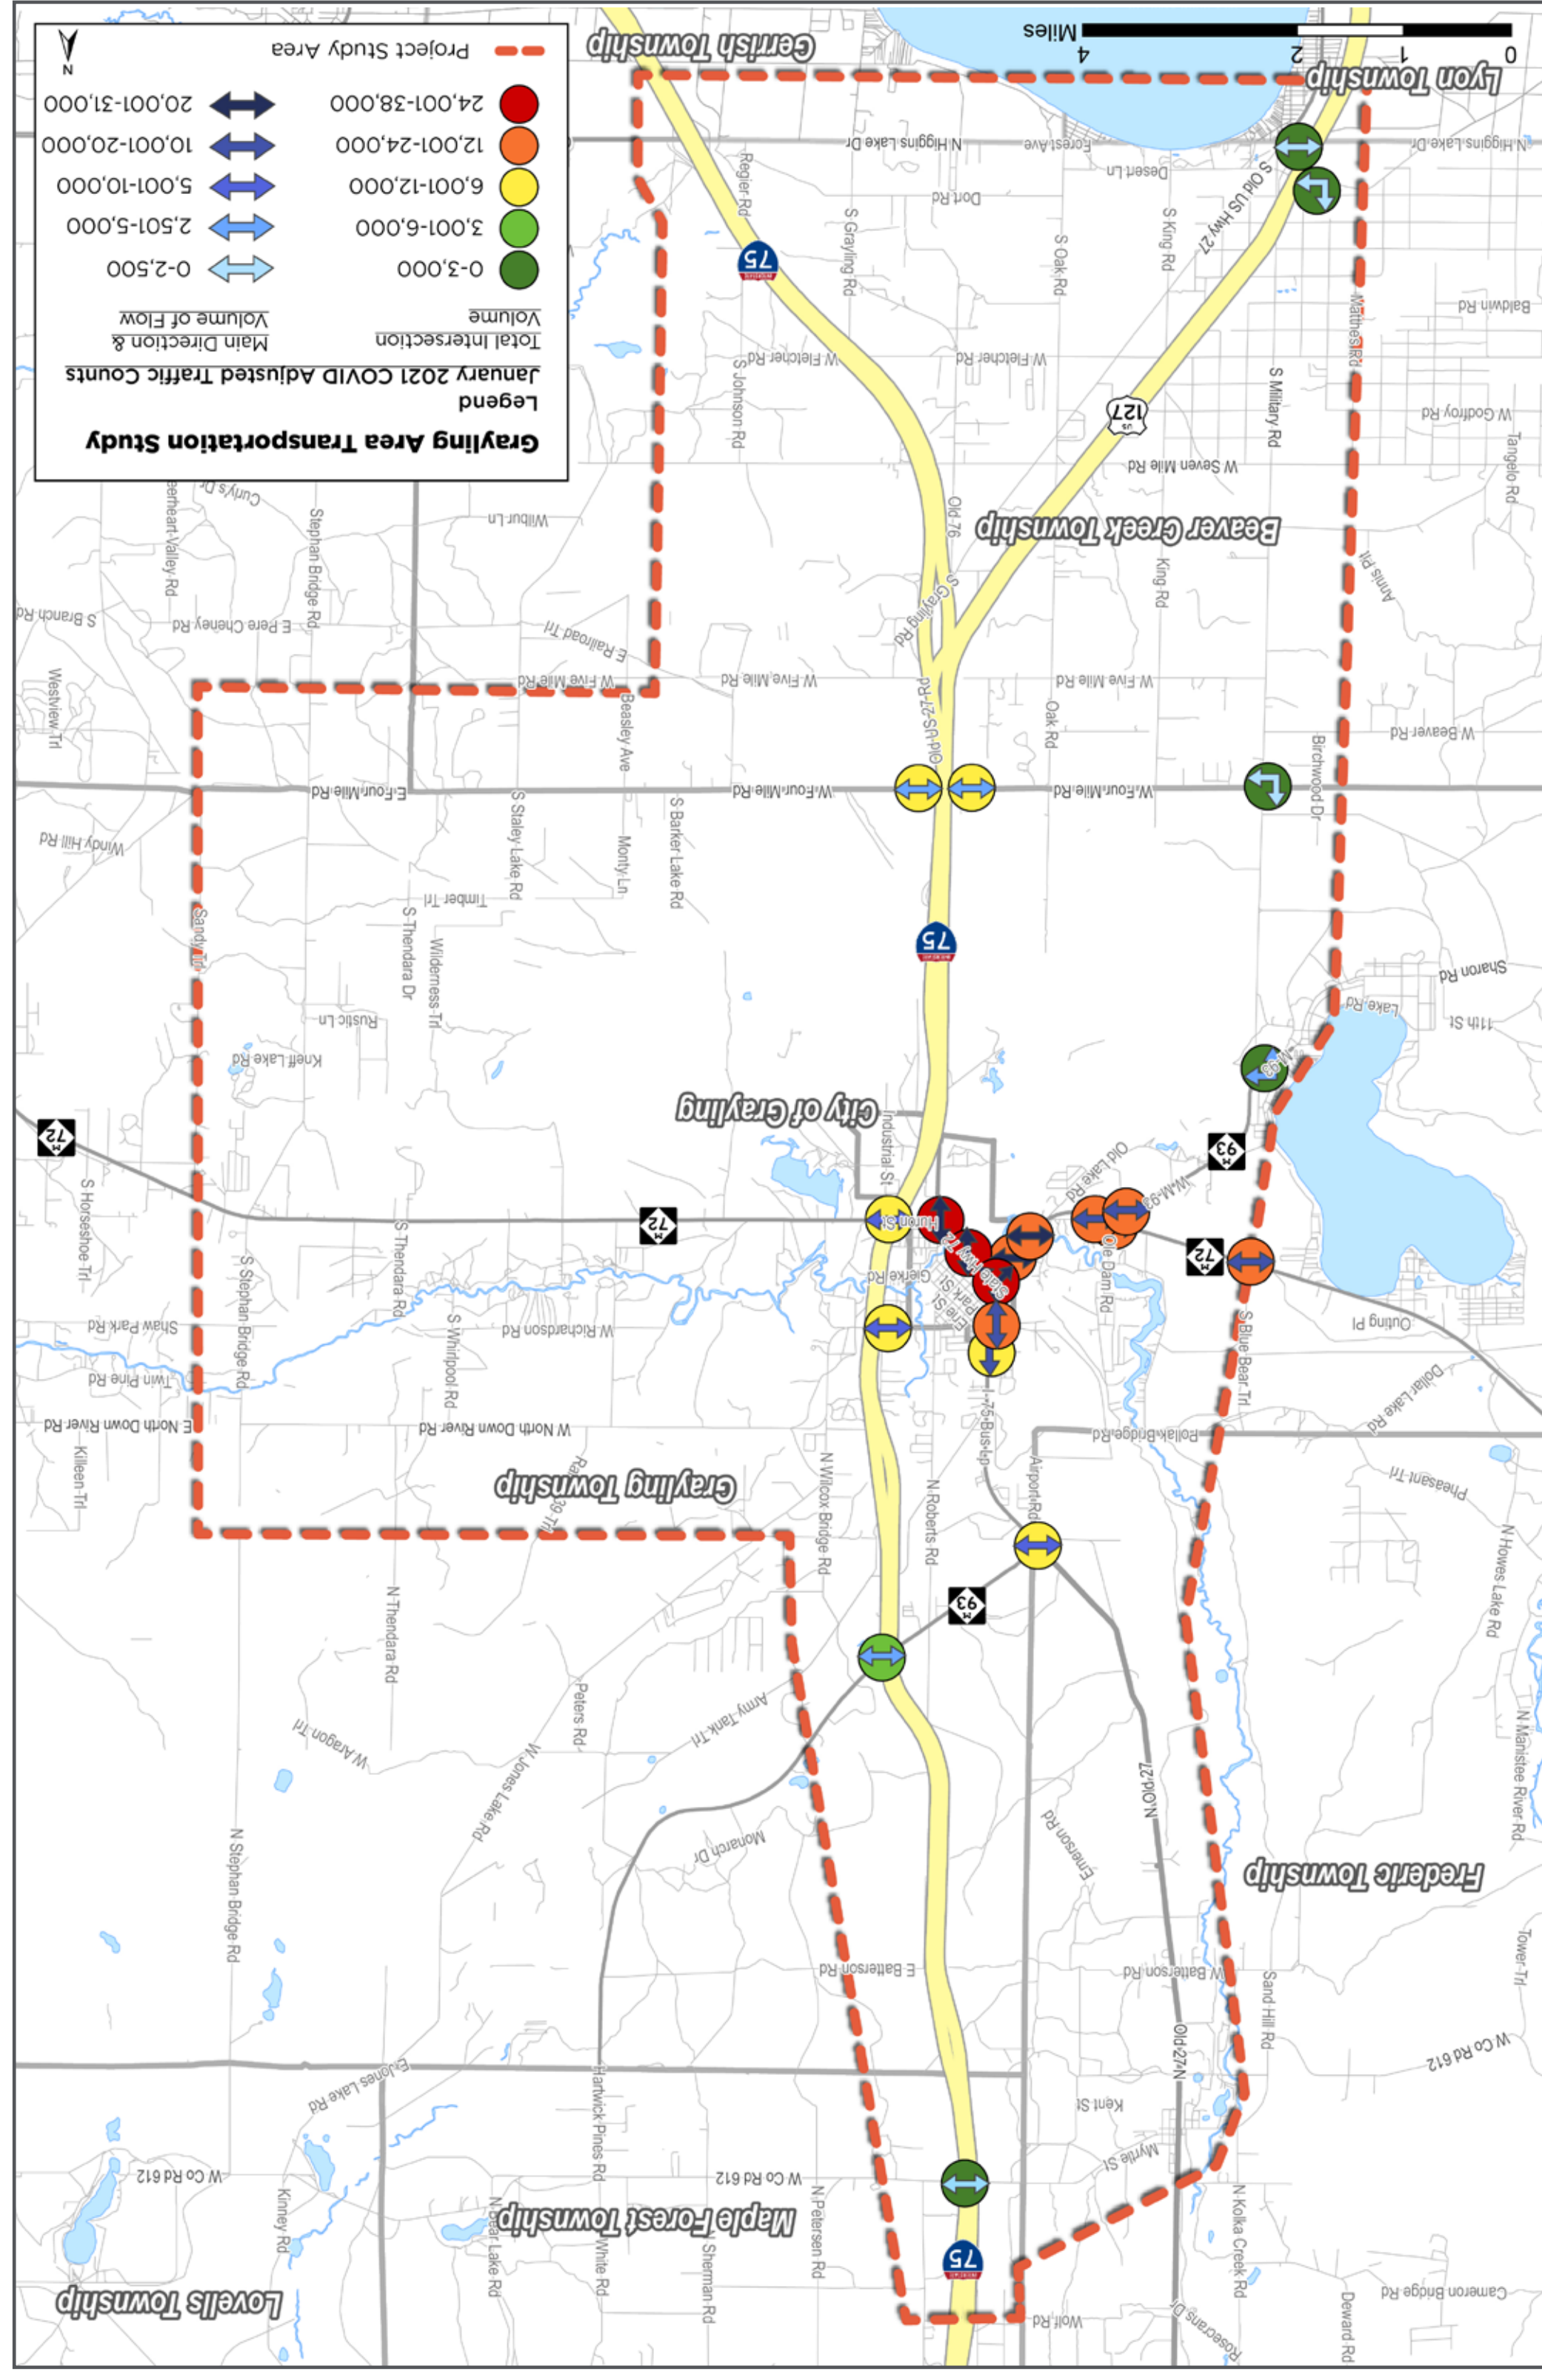 Deward Rd
Cameron Bridge Rd
Rosecrans Dr
N Kolka Creek Rd
Wolf Rd
Lovells
Township
75
Maple Forest Township
N Petersen Rd
N Sherman Rd
White Rd
N Bear Lake Rd
Kinney Rd
W Co Rd 612
W Co Rd 612
Myrtle St
Kent St
Hartwick Pines Rd
E Jones Lake Rd
W Co Rd 612
Old 27 N
Sand Hill Rd
Tower Trl
W Batterson Rd
E Batterson Rd
Frederic
Township
N Stephan Bridge Rd
Emerson Rd
Monarch Dr
W Jones Lake Rd
N Manistee River Rd
N Old 27
Army Tank Trl
Peters Rd
W Aragon Trl
N Howes Lake Rd
93
N Thendara Rd
N Roberts Rd
N Wilcox Bridge Rd
Airport Rd
I-75 Bus Lp
Grayling Township
Killeen Trl
Pheasant Trl
Pollak Bridge Rd
W North Down River Rd
E North Down River Rd
Dollar Lake Rd
S Blue Bear Trl
Twin Pine Rd
S Whirlpool Rd
S Stephan Bridge Rd
Outing Pl
W Richardson Rd
Shaw Park Rd
Ole Dam Rd
Erie St
Park St
State Hwy 72
Gierke Rd
S Thendara Rd
72
Huron St
72
S Horseshoe Trl
93
W M-93
Old Lake Rd
Industrial St
72
City of Grayling
M-93
Kneff Lake Rd
Rustic Ln
11th St
Lake Rd
Sharon Rd
75
Wilderness Trl
S Thendara Dr
Sandy Trl
Timber Trl
S Barker Lake Rd
Monty Ln
S Staley Lake Rd
Windy Hill Rd
Birchwood Dr
W Four Mile Rd
W Four Mile Rd
E Four Mile Rd
W Beaver Rd
Oak Rd
Old US-27 Rd
Beasley Ave
Westview Trl
W Five Mile Rd
W Five Mile Rd
W Five Mile Rd
E Railroad Trl
S Grayling Rd
E Pere Cheney Rd
S Branch Rd
Annis Pit
King Rd
Stephan Bridge Rd
Beaver Creek Township
Old 76
Wilbur Ln
Curly's Dr
Tangelo Rd
W Seven Mile Rd
W Godfroy Rd
S Military Rd
127
S Johnson Rd
W Fletcher Rd
W Fletcher Rd
Matthes Rd
Baldwin Rd
S Oak Rd
S King Rd
S Grayling Rd
75
S Old US Hwy 27
Dort Rd
Desert Ln
Regier Rd
N Higgins Lake Dr
Forest Ave
N Higgins Lake Dr
Lyon Township
Gerrish Township
0
1
2
4
Miles
Grayling Area Transportation Study
Legend
January 2021 COVID Adjusted Traffic Counts
Total Intersection
Volume
Main Direction &
Volume of Flow
0-3,000
0-2,500
3,001-6,000
2,501-5,000
6,001-12,000
5,001-10,000
12,001-24,000
10,001-20,000
24,001-38,000
20,001-31,000
Project Study Area
N